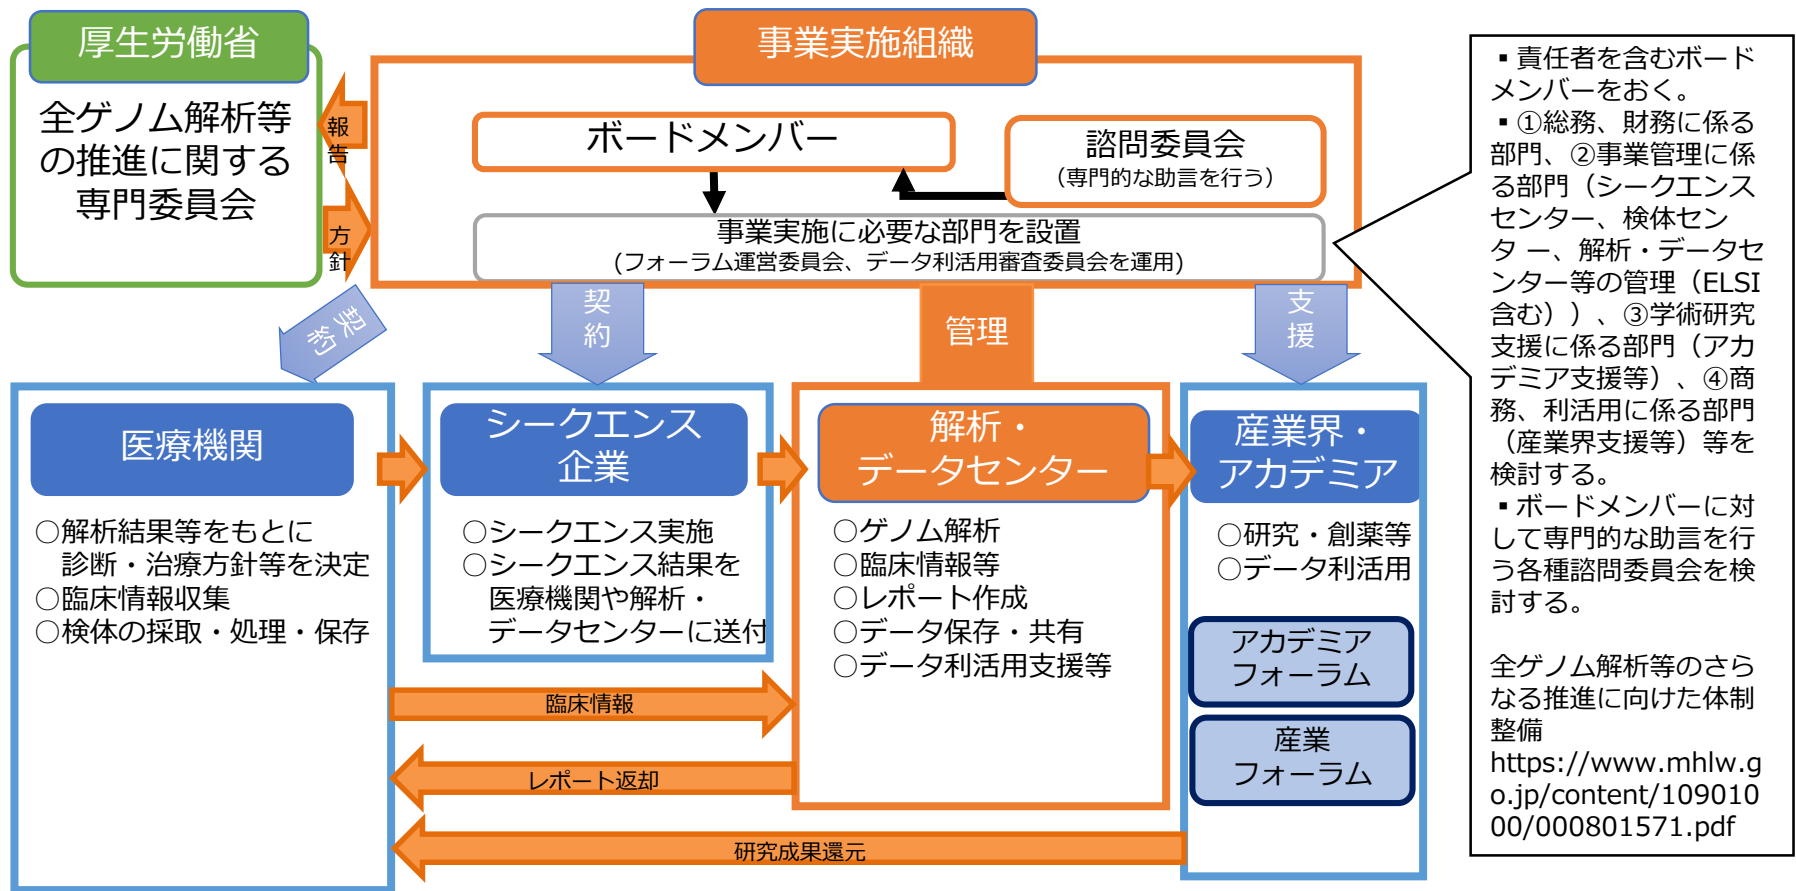 厚生労働省
全ゲノム解析等
の推進に関する
専門委員会
報
告
方
針
事業実施組織
ボードメンバー
諮問委員会
（専門的な助言を行う）
事業実施に必要な部門を設置
(フォーラム運営委員会、データ利活用審査委員会を運用)
契約
契
約
管理
支
援
医療機関
○解析結果等をもとに
診断・治療方針等を決定
○臨床情報収集
○検体の採取・処理・保存
シークエンス
企業
○シークエンス実施
○シークエンス結果を
医療機関や解析・
データセンターに送付
解析・
データセンター
○ゲノム解析
○臨床情報等
○レポート作成
○データ保存・共有
○データ利活用支援等
産業界・
アカデミア
○研究・創薬等
○データ利活用
アカデミア
フォーラム
産業
フォーラム
臨床情報
レポート返却
研究成果還元
▪責任者を含むボード
メンバーをおく。
▪①総務、財務に係る
部門、②事業管理に係
る部門（シークエンス
センター、検体セン
タ ー、解析・データセ
ンター等の管理（ELSI
含む））、③学術研究
支援に係る部門（アカ
デミア支援等）、④商
務、利活用に係る部門
（産業界支援等）等を
検討する。
▪ボードメンバーに対
して専門的な助言を行
う各種諮問委員会を検
討する。
全ゲノム解析等のさら
なる推進に向けた体制
整備
https://www.mhlw.g
o.jp/content/109010
00/000801571.pdf